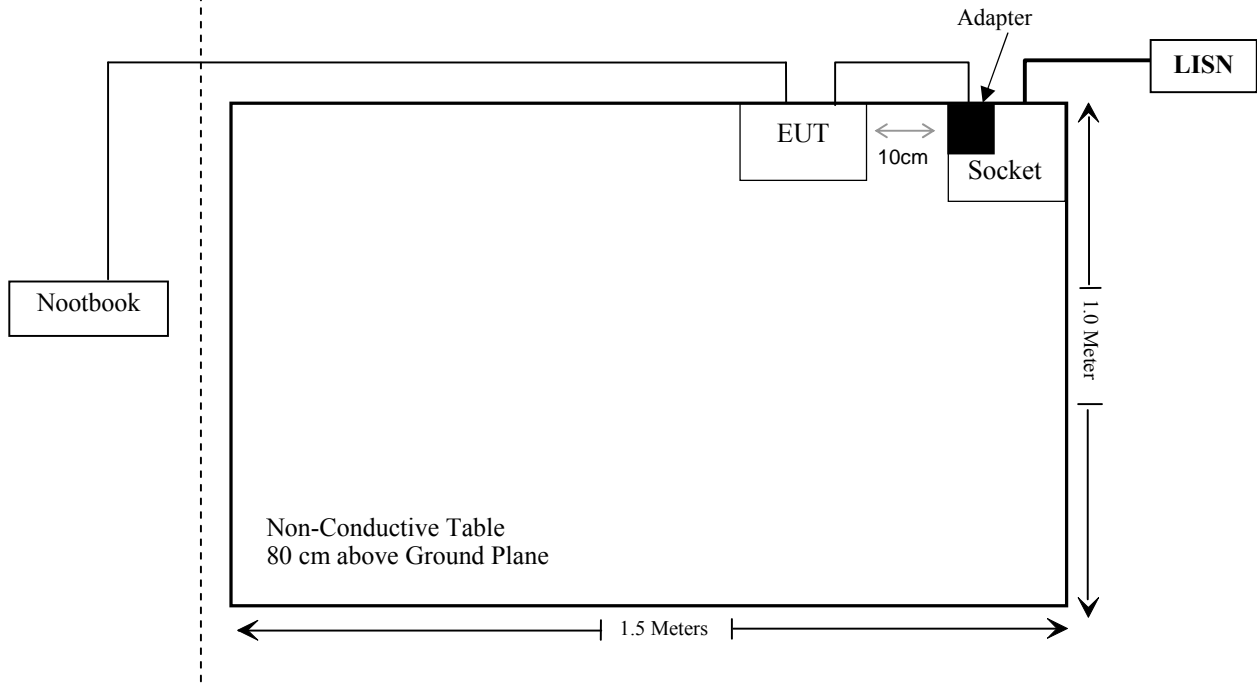 Adapter
LISN
EUT
10cm
Socket
Nootbook
1.0 Meter
Non-Conductive Table
80 cm above Ground Plane
1.5 Meters